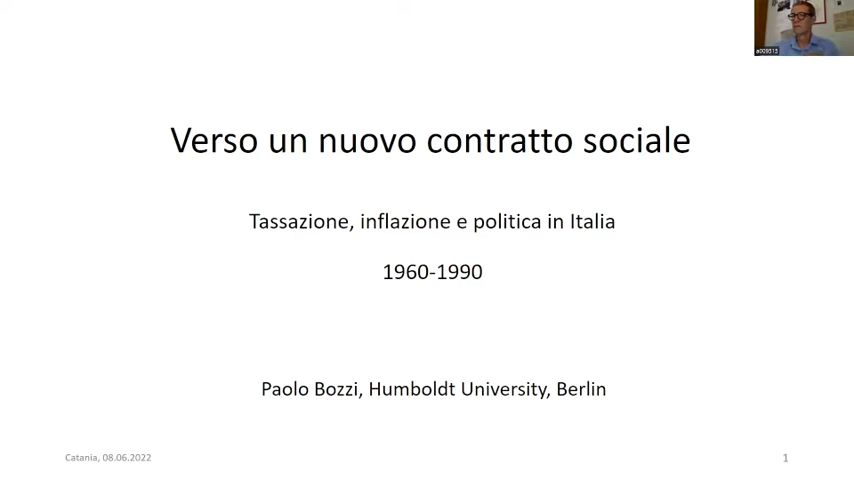 a009313
Verso un nuovo contratto sociale
Tassazione, inflazione e politica in Italia
1960-1990
Paolo Bozzi, Humboldt University, Berlin
Catania, 08.06.2022
1